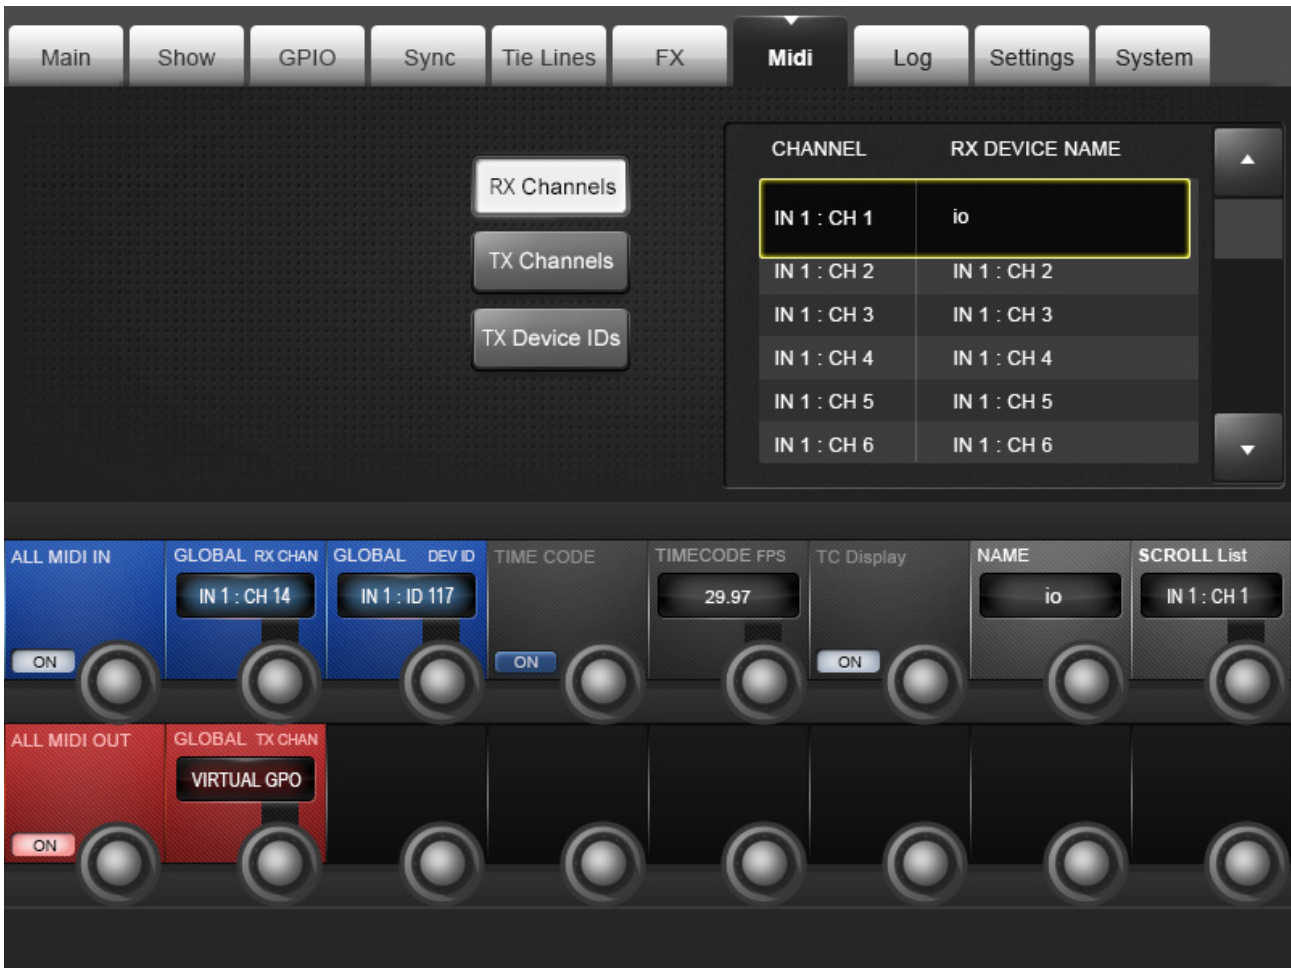 Main Show GPIO Sync Tie Lines FX Midi Log Settings System
CHANNEL RX DEVICE NAME
RX Channels
IN 1 : CH 1 io
TX Channels
IN 1 : CH 2 IN 1 : CH 2
IN 1 : CH 3 IN 1 : CH 3
TX Device IDs
IN 1 : CH 4 IN 1 : CH 4
IN 1 : CH 5 IN 1 : CH 5
IN 1 : CH 6 IN 1 : CH 6
ALL MIDI IN GLOBAL RX CHAN GLOBAL DEV ID TIME CODE TIMECODE FPS TC Display NAME SCROLL List
IN 1 : CH 14 IN 1 : ID 117 29.97 io IN 1 : CH 1
ON ON ON
ALL MIDI OUT GLOBAL TX CHAN
VIRTUAL GPO
ON